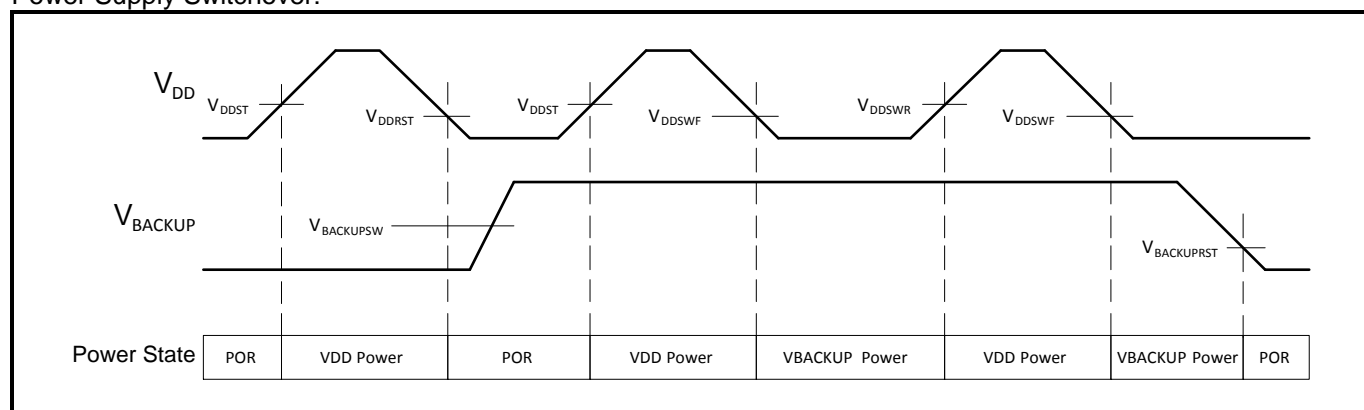 Power Supply Switchover.
VDD
VDDST
VDDRST
VDDST
VDDSWF
VDDSWR
VDDSWF
VBACKUP
VBACKUPSW
VBACKUPRST
Power State
POR
VDD Power
POR
VDD Power
VBACKUP Power
VDD Power
VBACKUP Power
POR